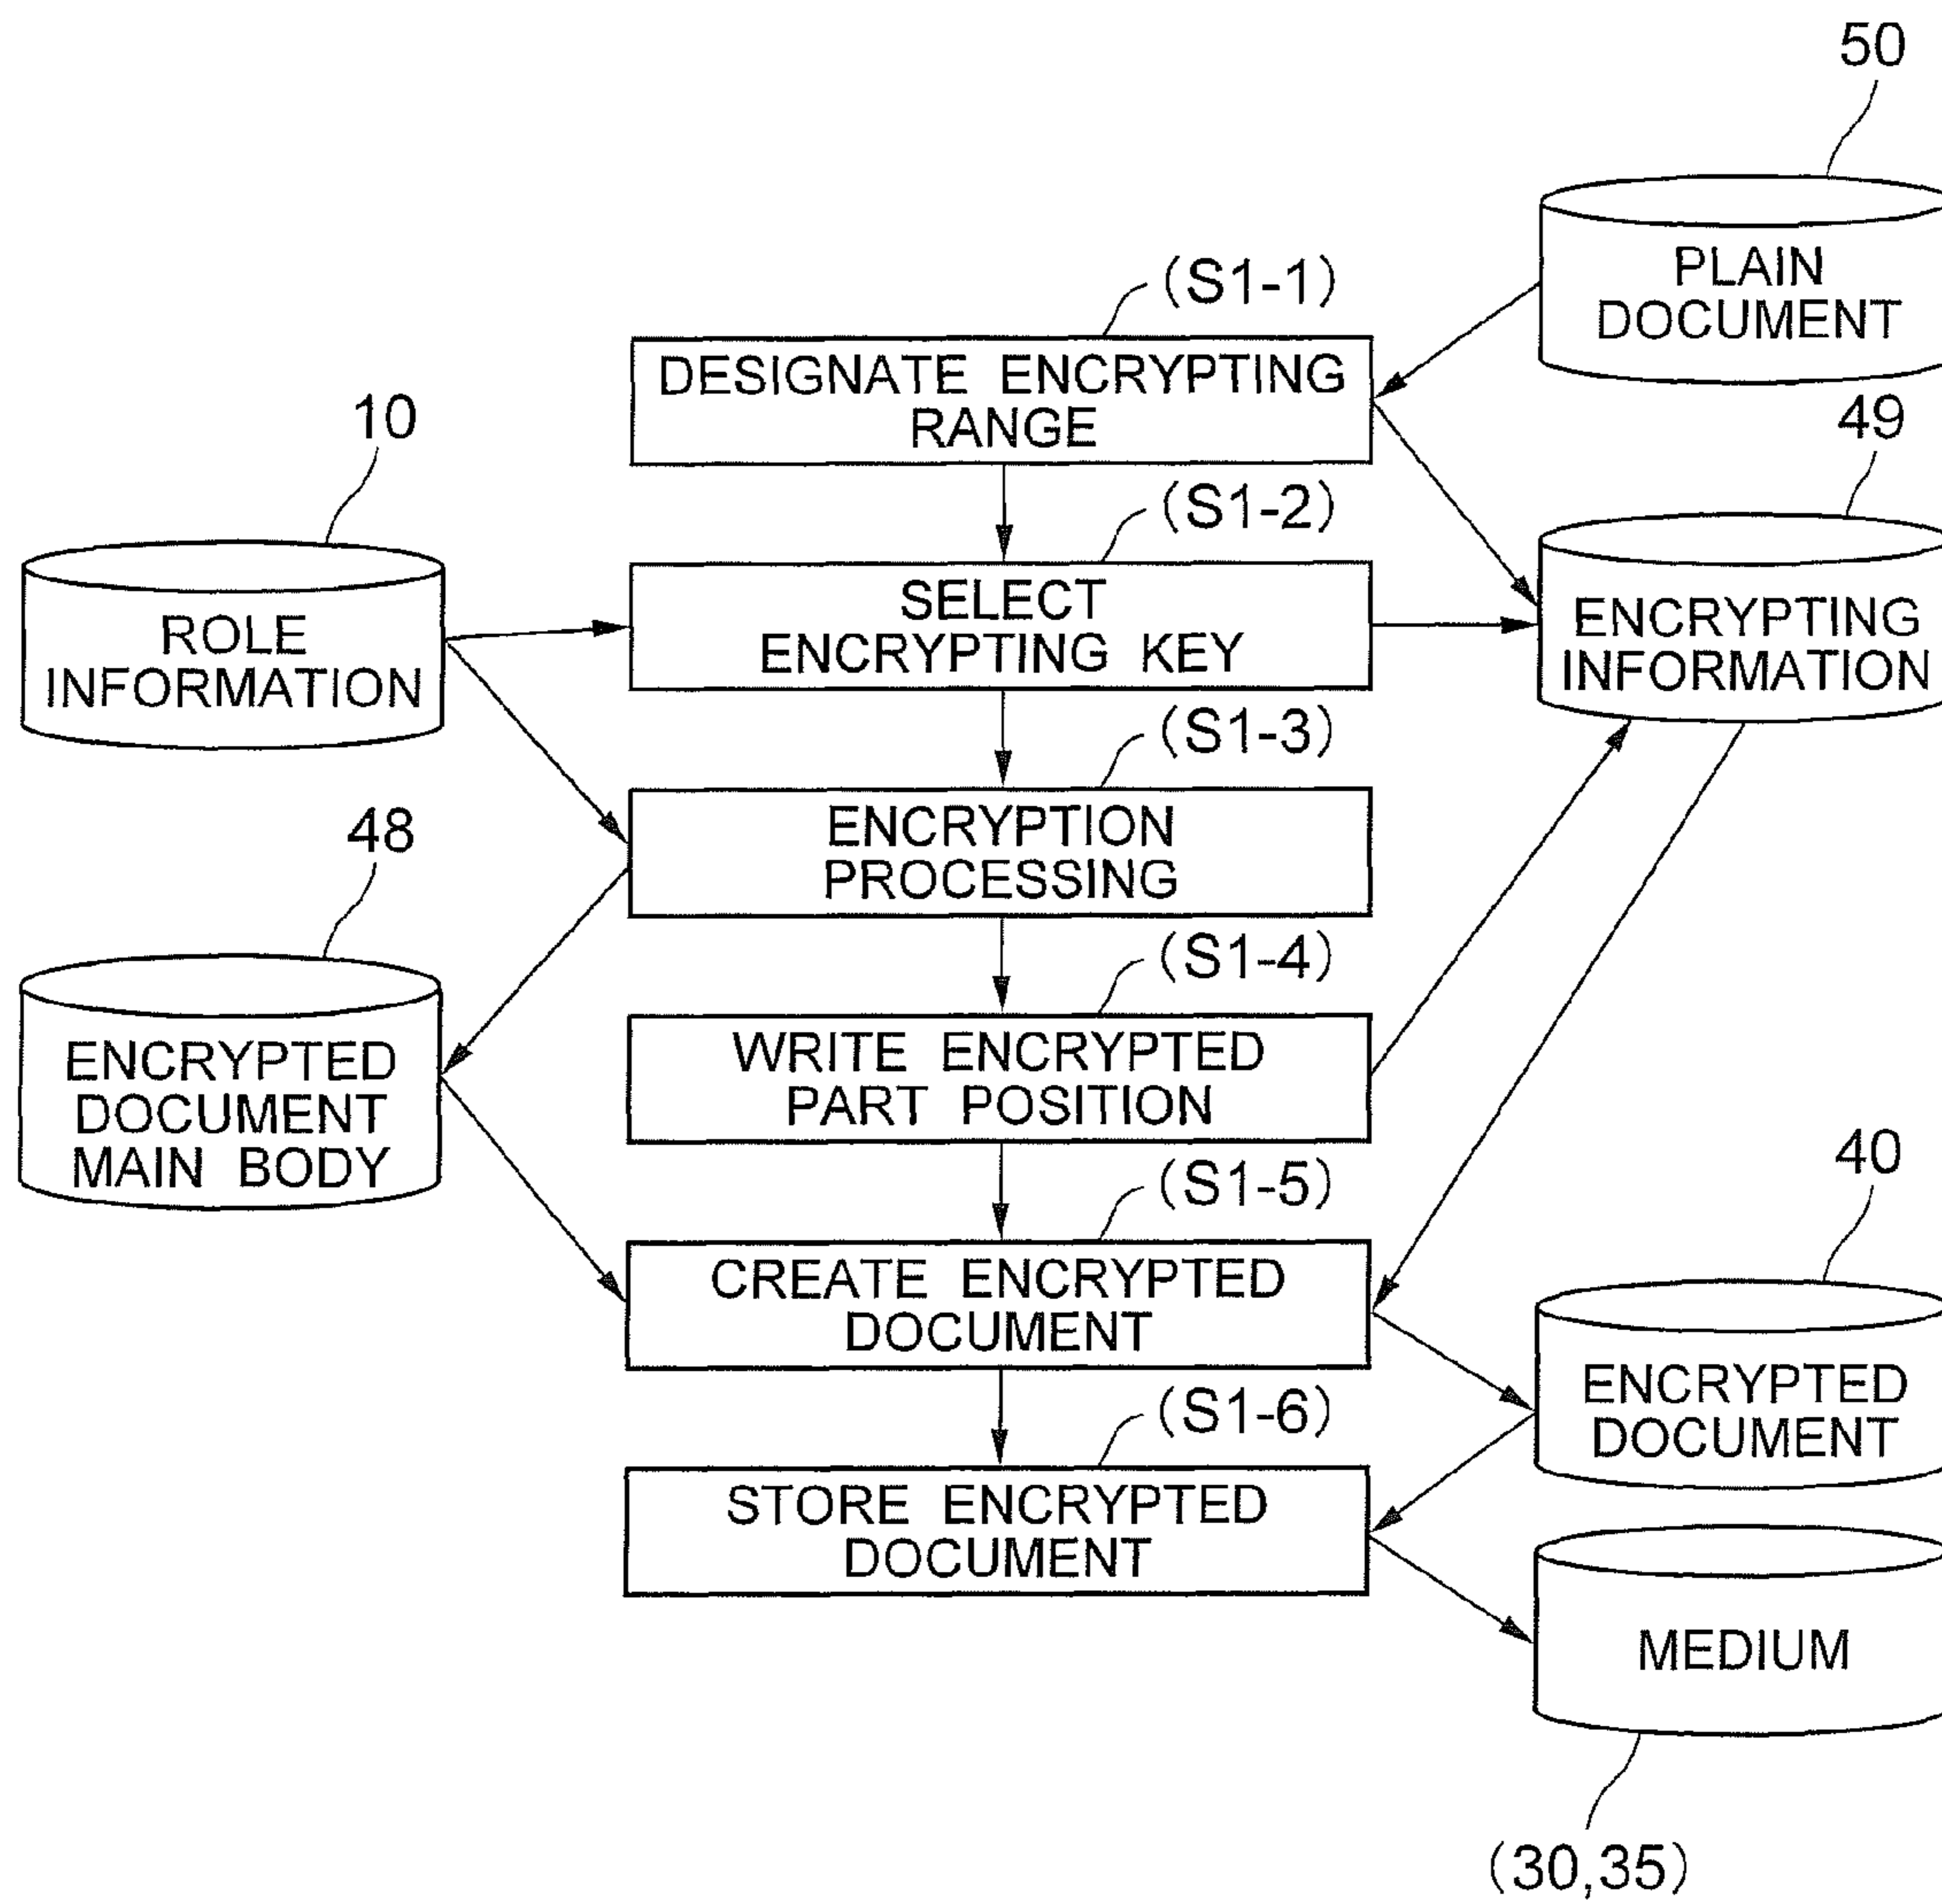 50
PLAIN
DOCUMENT
(S1-1)
DESIGNATE ENCRYPTING
RANGE
10
49
(S1-2)
ROLE
INFORMATION
SELECT
ENCRYPTING KEY
ENCRYPTING
INFORMATION
(S1-3)
48
ENCRYPTION
PROCESSING
(S1-4)
ENCRYPTED
DOCUMENT
MAIN BODY
WRITE ENCRYPTED
PART POSITION
40
(S1-5)
CREATE ENCRYPTED
DOCUMENT
ENCRYPTED
DOCUMENT
(S1-6)
STORE ENCRYPTED
DOCUMENT
MEDIUM
(30,35)